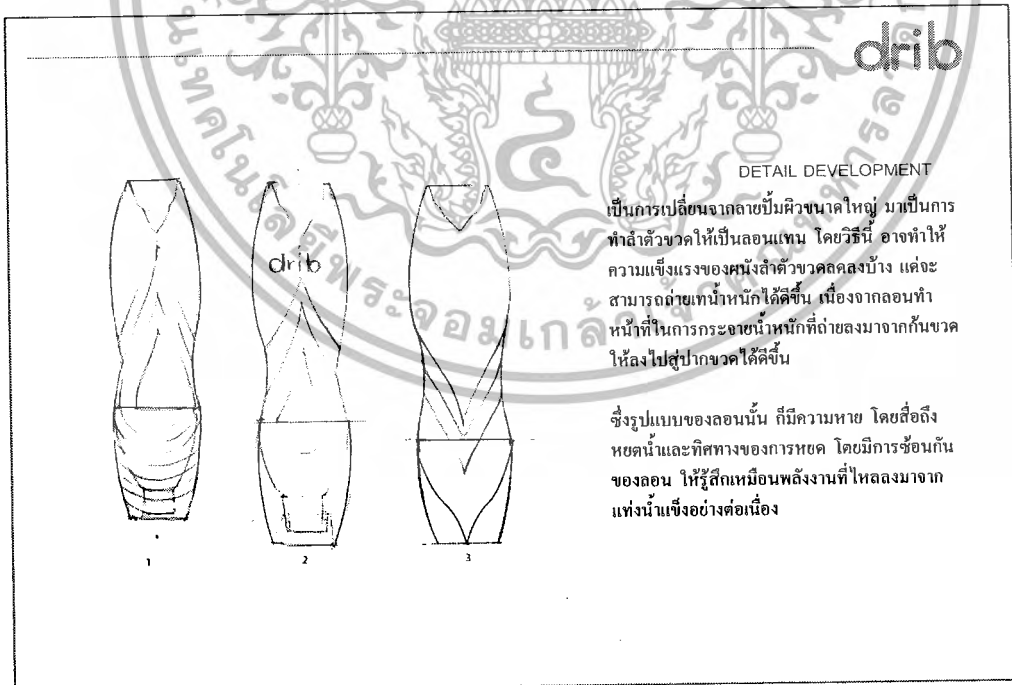 drib
DETAIL DEVELOPMENT
เป็นการเปลี่ยนจากลายปั๊มผิวขนาดใหญ่ มาเป็นการ
ทำลำตัวขวดให้เป็นลอนแทน โดยวิธีนี้ อาจทำให้
ความแข็งแรงของผนังลำตัวขวดลดลงบ้าง แต่จะ
สามารถถ่ายเทน้ำหนักได้ดีขึ้น เนื่องจากลอนทำ
หน้าที่ในการกระจายน้ำหนักที่ถ่ายลงมาจากก้นขวด
ให้ลงไปสู่ปากขวดได้ดีขึ้น
ซึ่งรูปแบบของลอนนั้น ก็มีความหาย โดยสื่อถึง
หยดน้ำและทิศทางของการหยด โดยมีการซ้อนกัน
ของลอน ให้รู้สึกเหมือนพลังงานที่ไหลลงมาจาก
แท่งน้ำแข็งอย่างต่อเนื่อง
drib
1
2
3